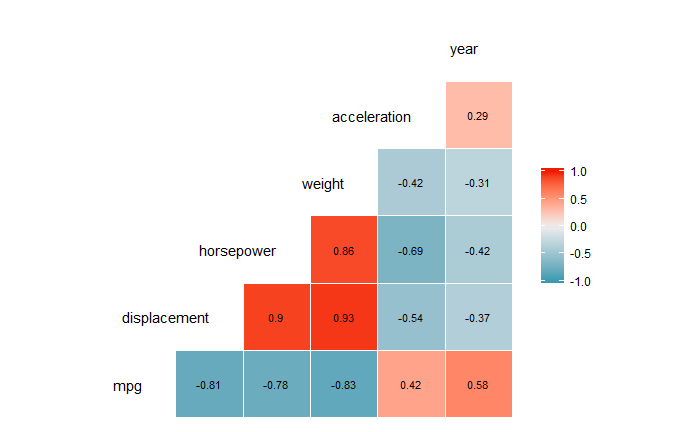 year
acceleration 0.29
weight -0.42 -0.31
horsepower 0.86 -0.69 -0.42
displacement 0.9 0.93 -0.54 -0.37
mpg -0.81 -0.78 -0.83 0.42 0.58
1.0
0.5
0.0
-0.5
-1.0